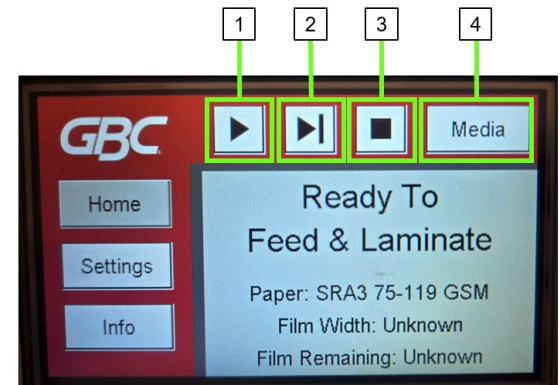 1
2
3
4
GBC
Media
Home
Settings
Info
Ready To
Feed & Laminate
Paper: SRA3 75-119 GSM
Film Width: Unknown
Film Remaining: Unknown